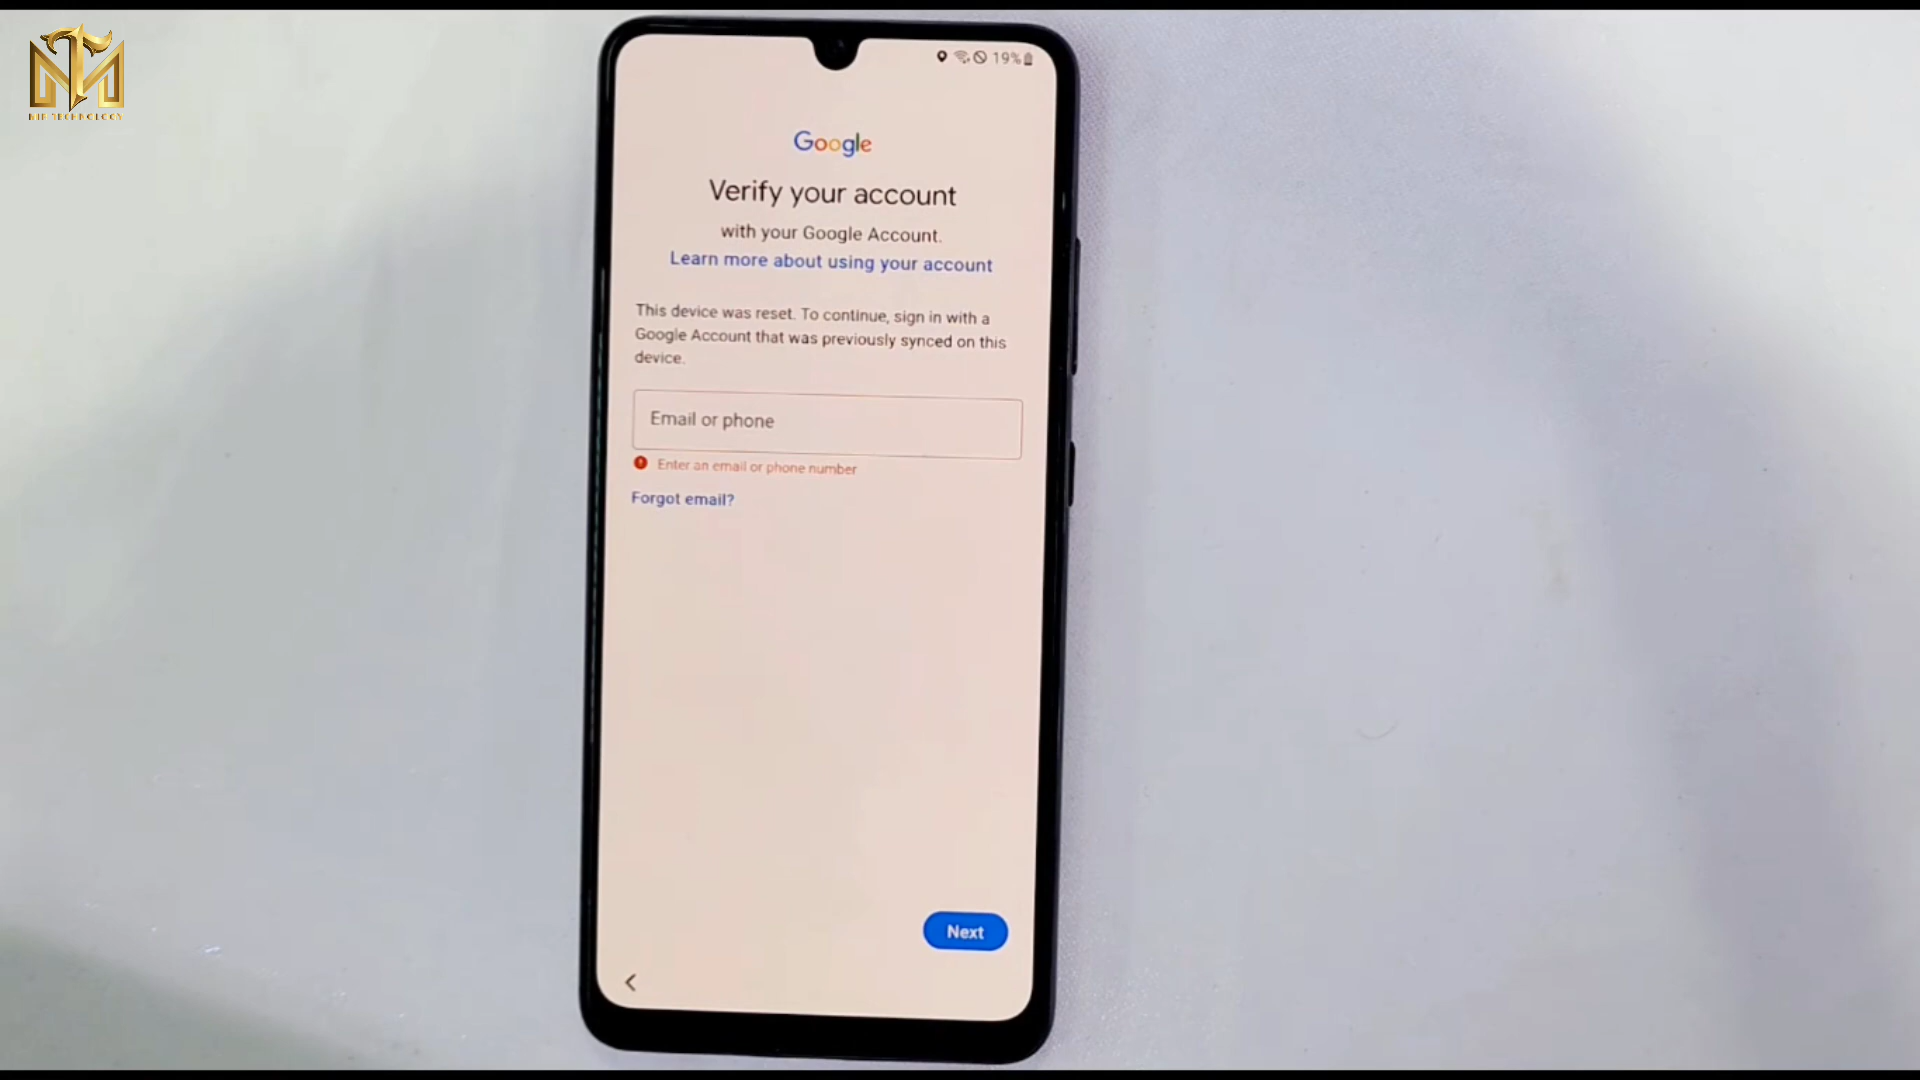 19%
Google
Verify your account
with your Google Account.
Learn more about using your account
This device was reset. To continue, sign in with a
Google Account that was previously synced on this
device.
Email or phone
Enter an email or phone number
Forgot email?
Next